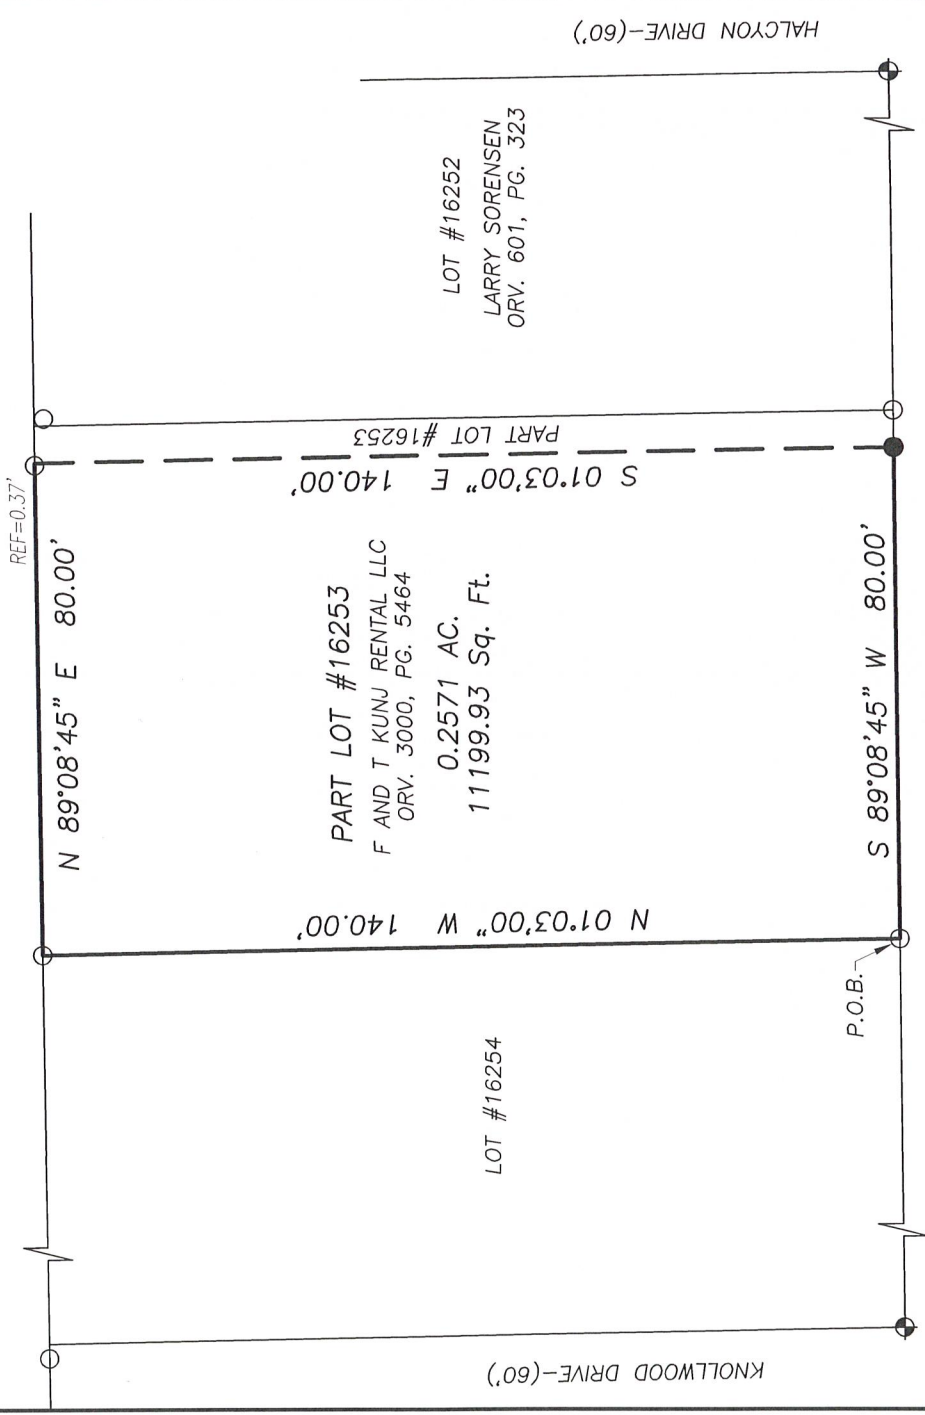 HALCYON DRIVE-(60')
LOT #16252
LARRY SORENSEN
ORV. 601, PG. 323
PART LOT #16253
REF=0.37'
S 01°03'00" E 140.00'
N 89°08'45" E 80.00'
PART LOT #16253
F AND T KUNJ RENTAL LLC
ORV. 3000, PG. 5464
0.2571 AC.
11199.93 Sq. Ft.
S 89°08'45" W 80.00'
N 01°03'00" W 140.00'
P.O.B.
LOT #16254
KNOLLWOOD DRIVE-(60')